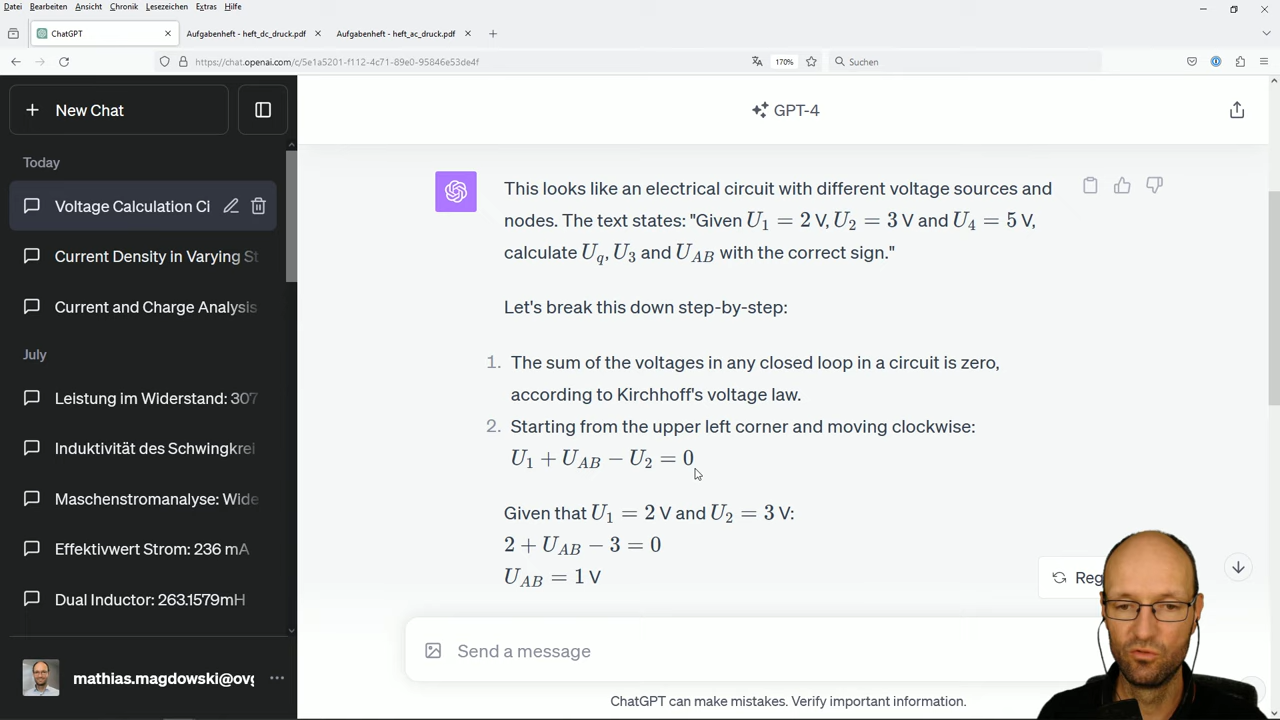 Datei Bearbeiten Ansicht Chronik Lesezeichen Extras Hilfe
ChatGPT
Aufgabenheft - heft_dc_druck.pdf
Aufgabenheft - heft_ac_druck.pdf
https://chat.openai.com/c/5e1a5201-f112-4c71-89e0-95846e53de4f
170%
Suchen
New Chat
Today
Voltage Calculation Ci
Current Density in Varying St
Current and Charge Analysis
July
Leistung im Widerstand: 307
Induktivität des Schwingkrei
Maschenstromanalyse: Wide
Effektivwert Strom: 236 mA
Dual Inductor: 263.1579mH
mathias.magdowski@ovg
GPT-4
This looks like an electrical circuit with different voltage sources and
nodes. The text states: "Given U₁ = 2 V, U₂ = 3 V and U₄ = 5 V,
calculate U_q, U₃ and U_AB with the correct sign."
Let's break this down step-by-step:
1. The sum of the voltages in any closed loop in a circuit is zero,
according to Kirchhoff's voltage law.
2. Starting from the upper left corner and moving clockwise:
U₁ + U_AB − U₂ = 0
Given that U₁ = 2 V and U₂ = 3 V:
2 + U_AB − 3 = 0
U_AB = 1 V
Reg
Send a message
ChatGPT can make mistakes. Verify important information.